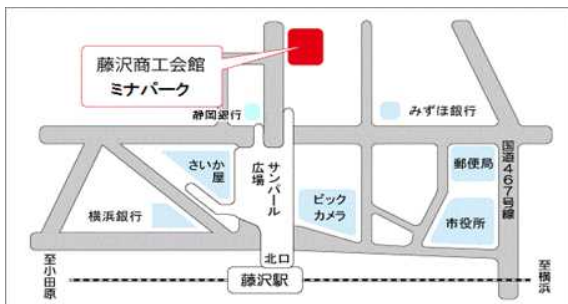 藤沢商工会館
ミナパーク
静岡銀行
みずほ銀行
国道467号線
さいか
屋
サンパール
広場
郵便局
横浜銀行
ビック
カメラ
市役所
北口
至小田原
藤沢駅
至横浜